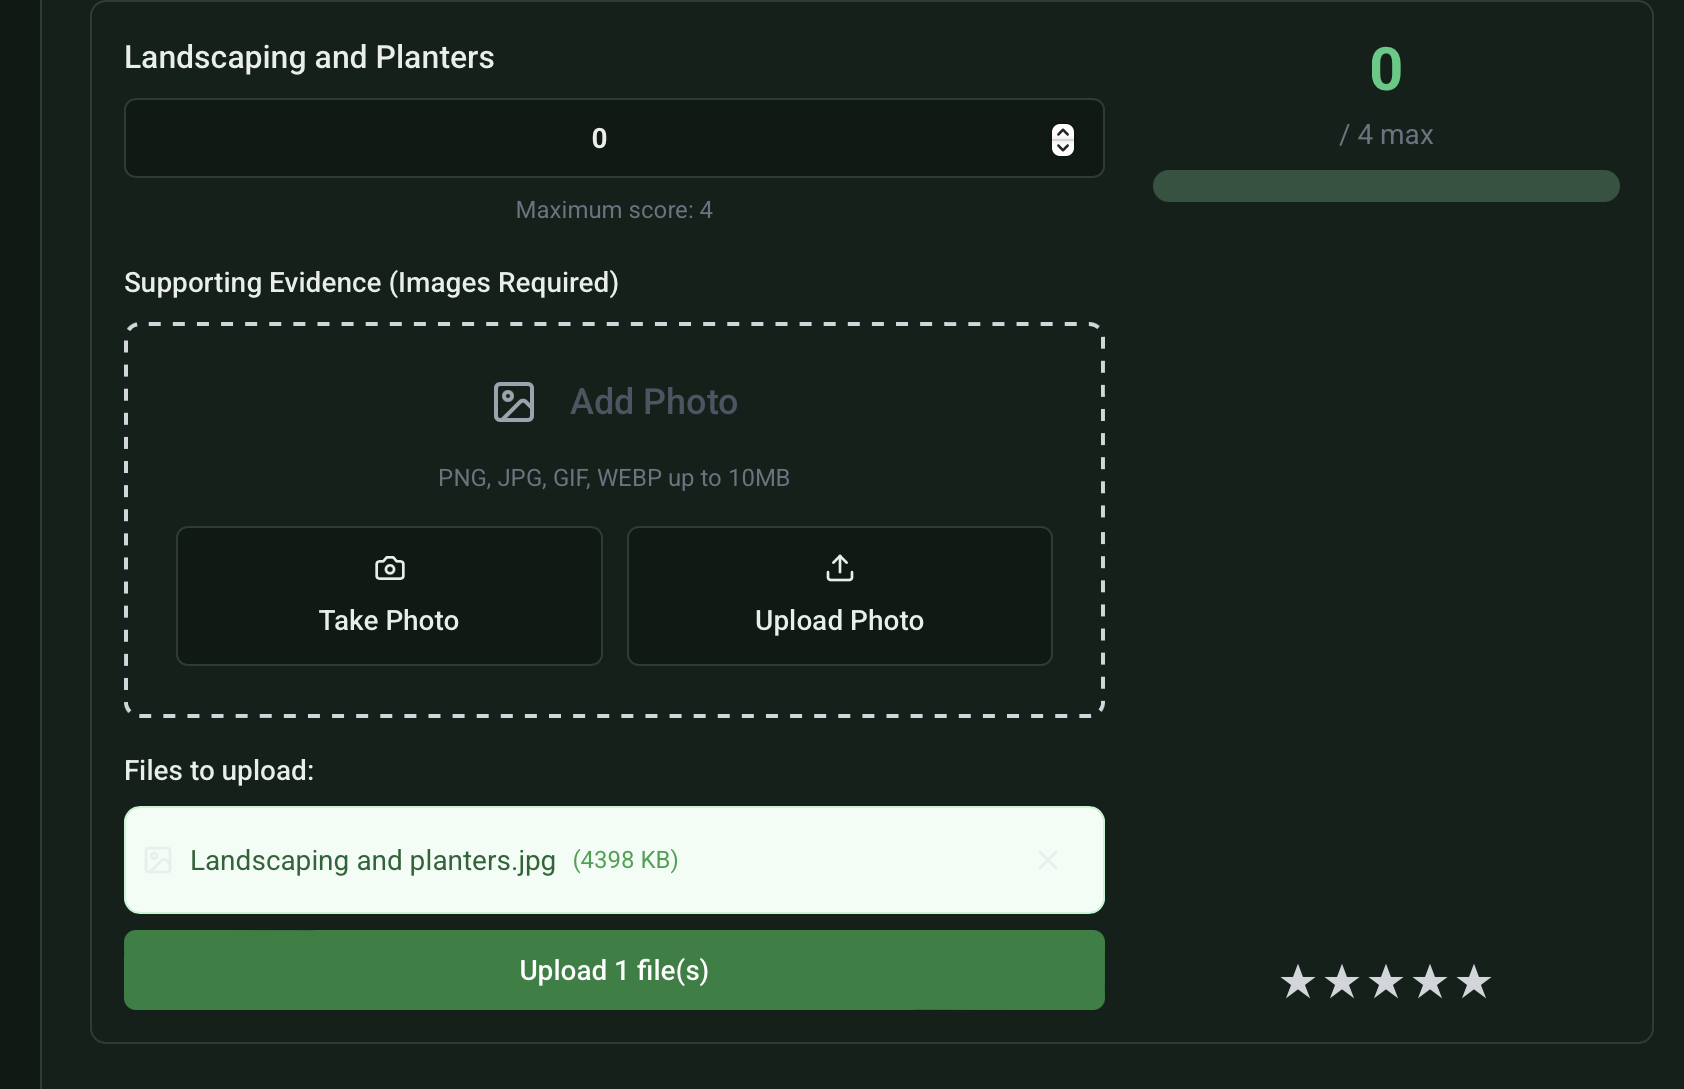 Landscaping and Planters
0
Maximum score: 4
0
/ 4 max
Supporting Evidence (Images Required)
Add Photo
PNG, JPG, GIF, WEBP up to 10MB
Take Photo
Upload Photo
Files to upload:
Landscaping and planters.jpg (4398 KB)
Upload 1 file(s)